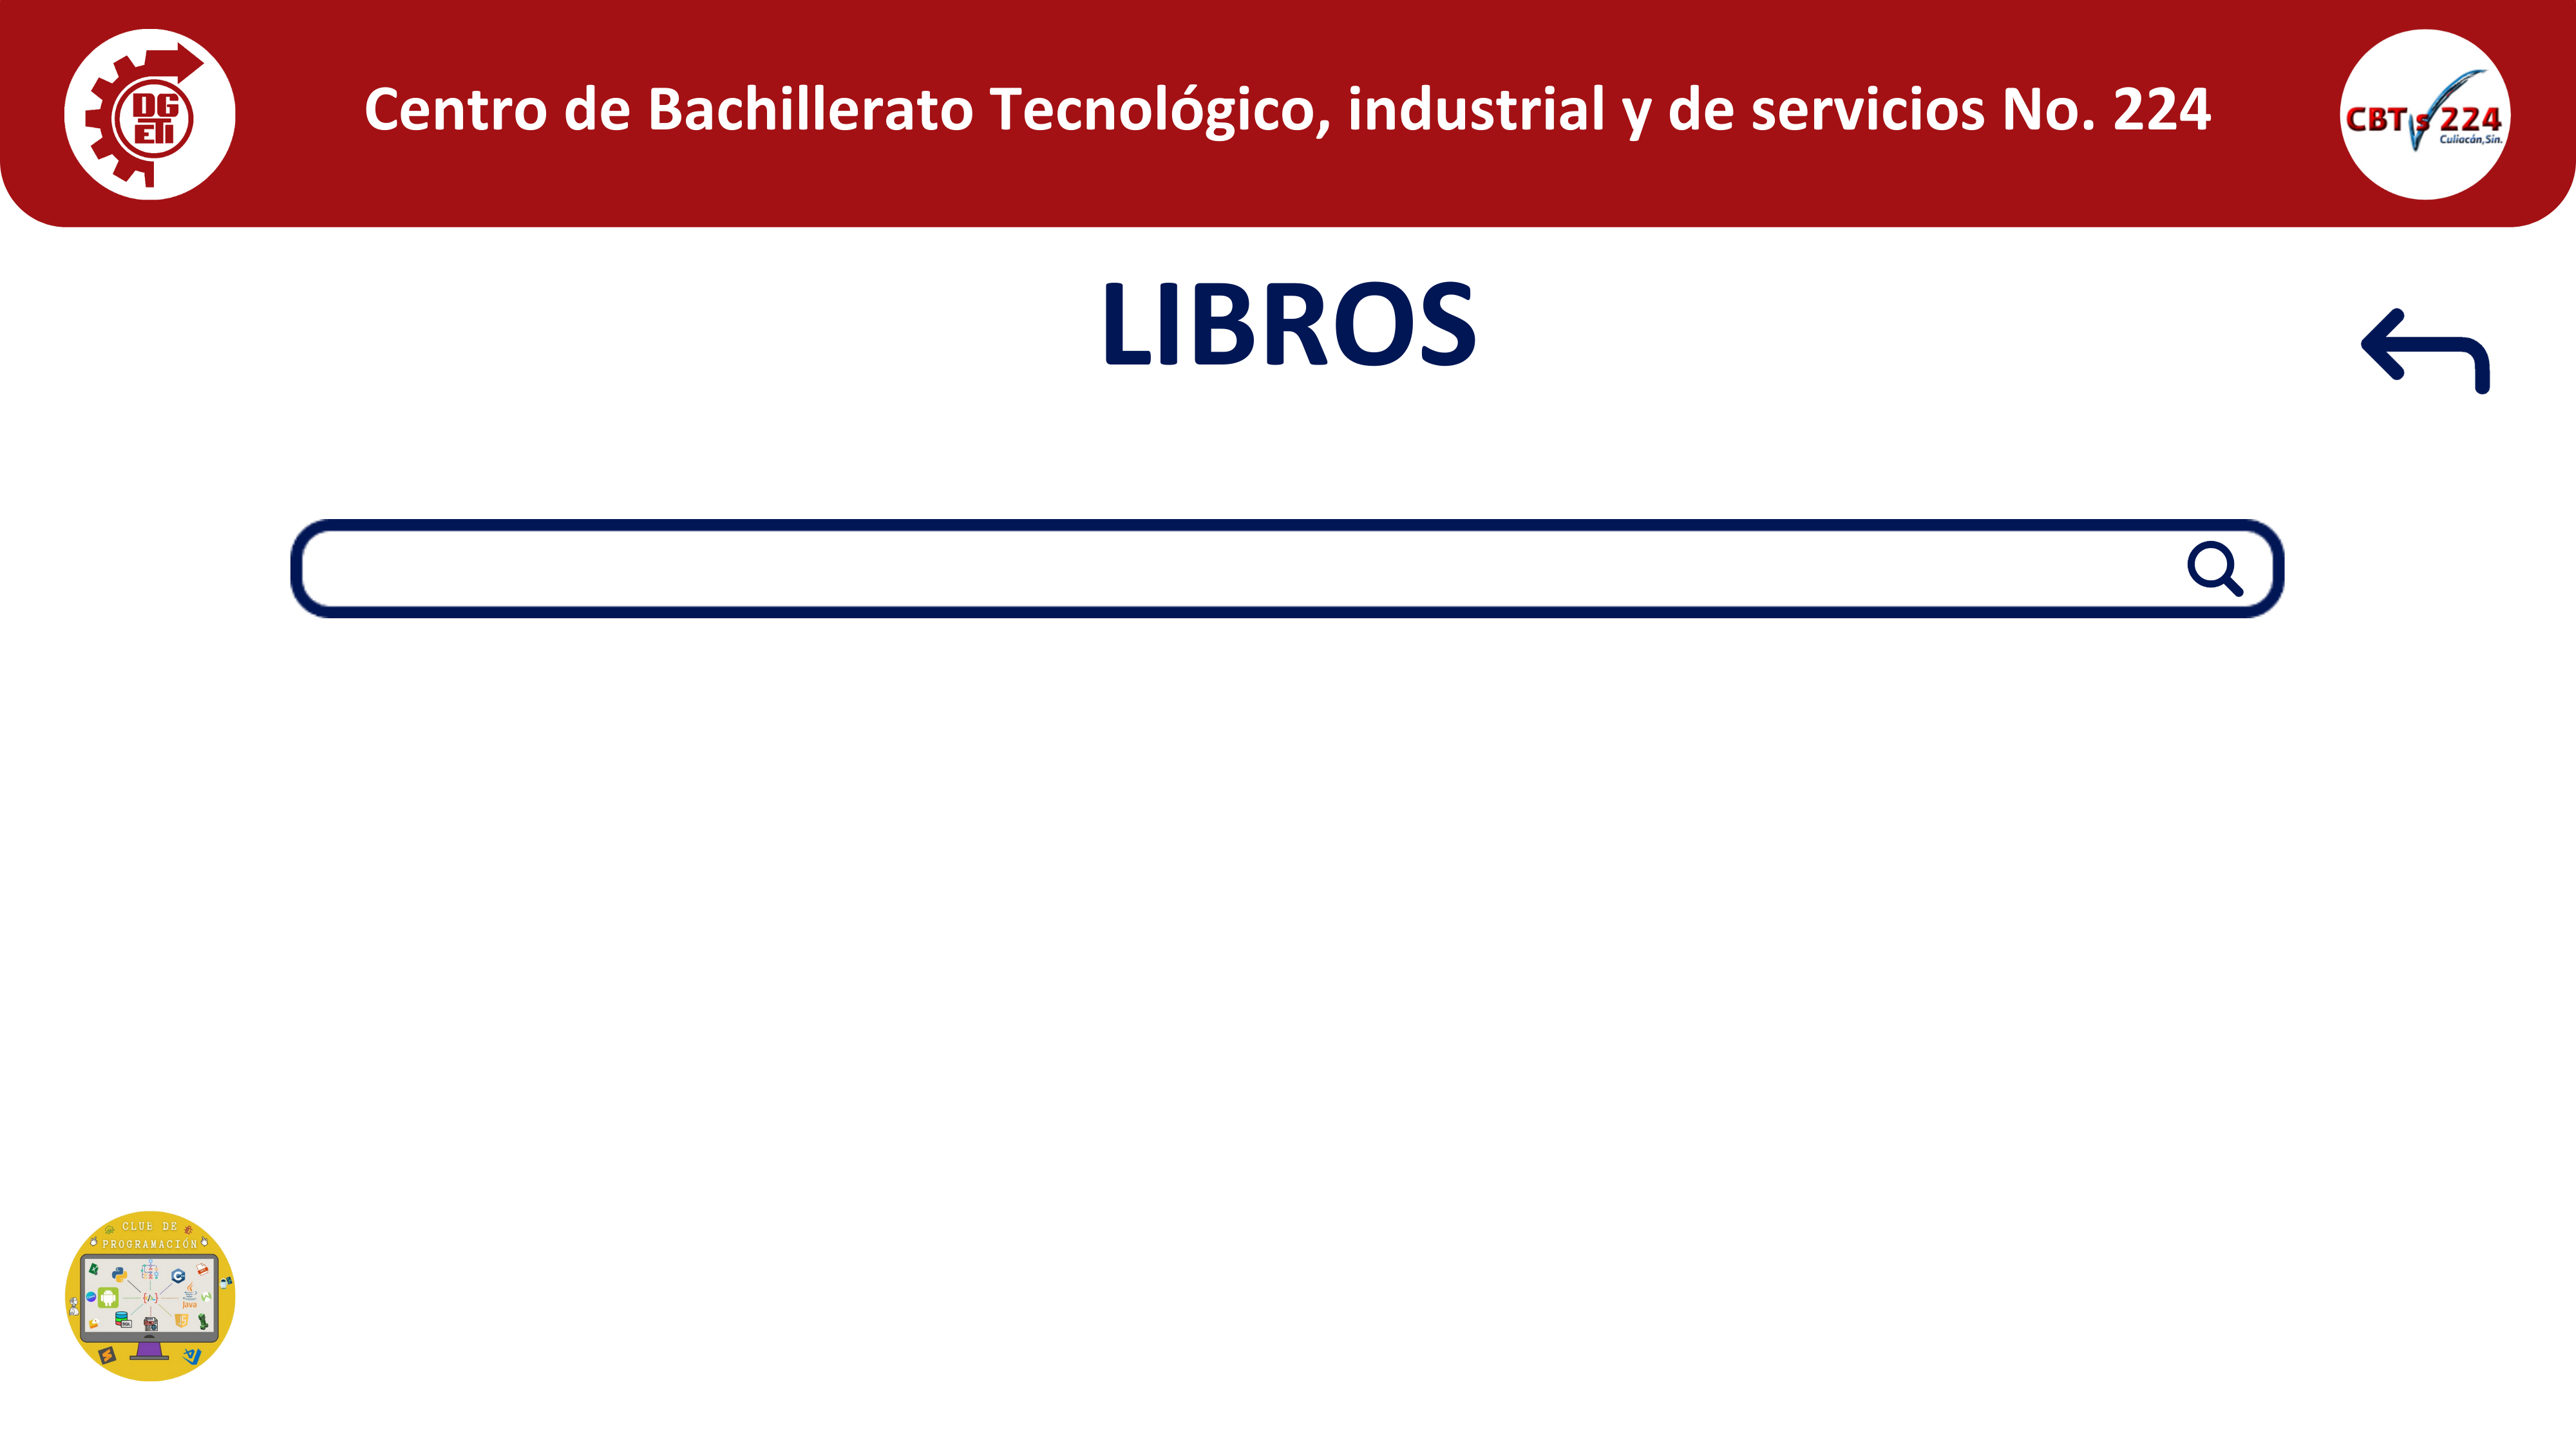 DG
ETi
Centro de Bachillerato Tecnológico, industrial y de servicios No. 224
CBTis 224
Culiacán,Sin.
LIBROS
CLUB DE
PROGRAMACIÓN
Java
SQL